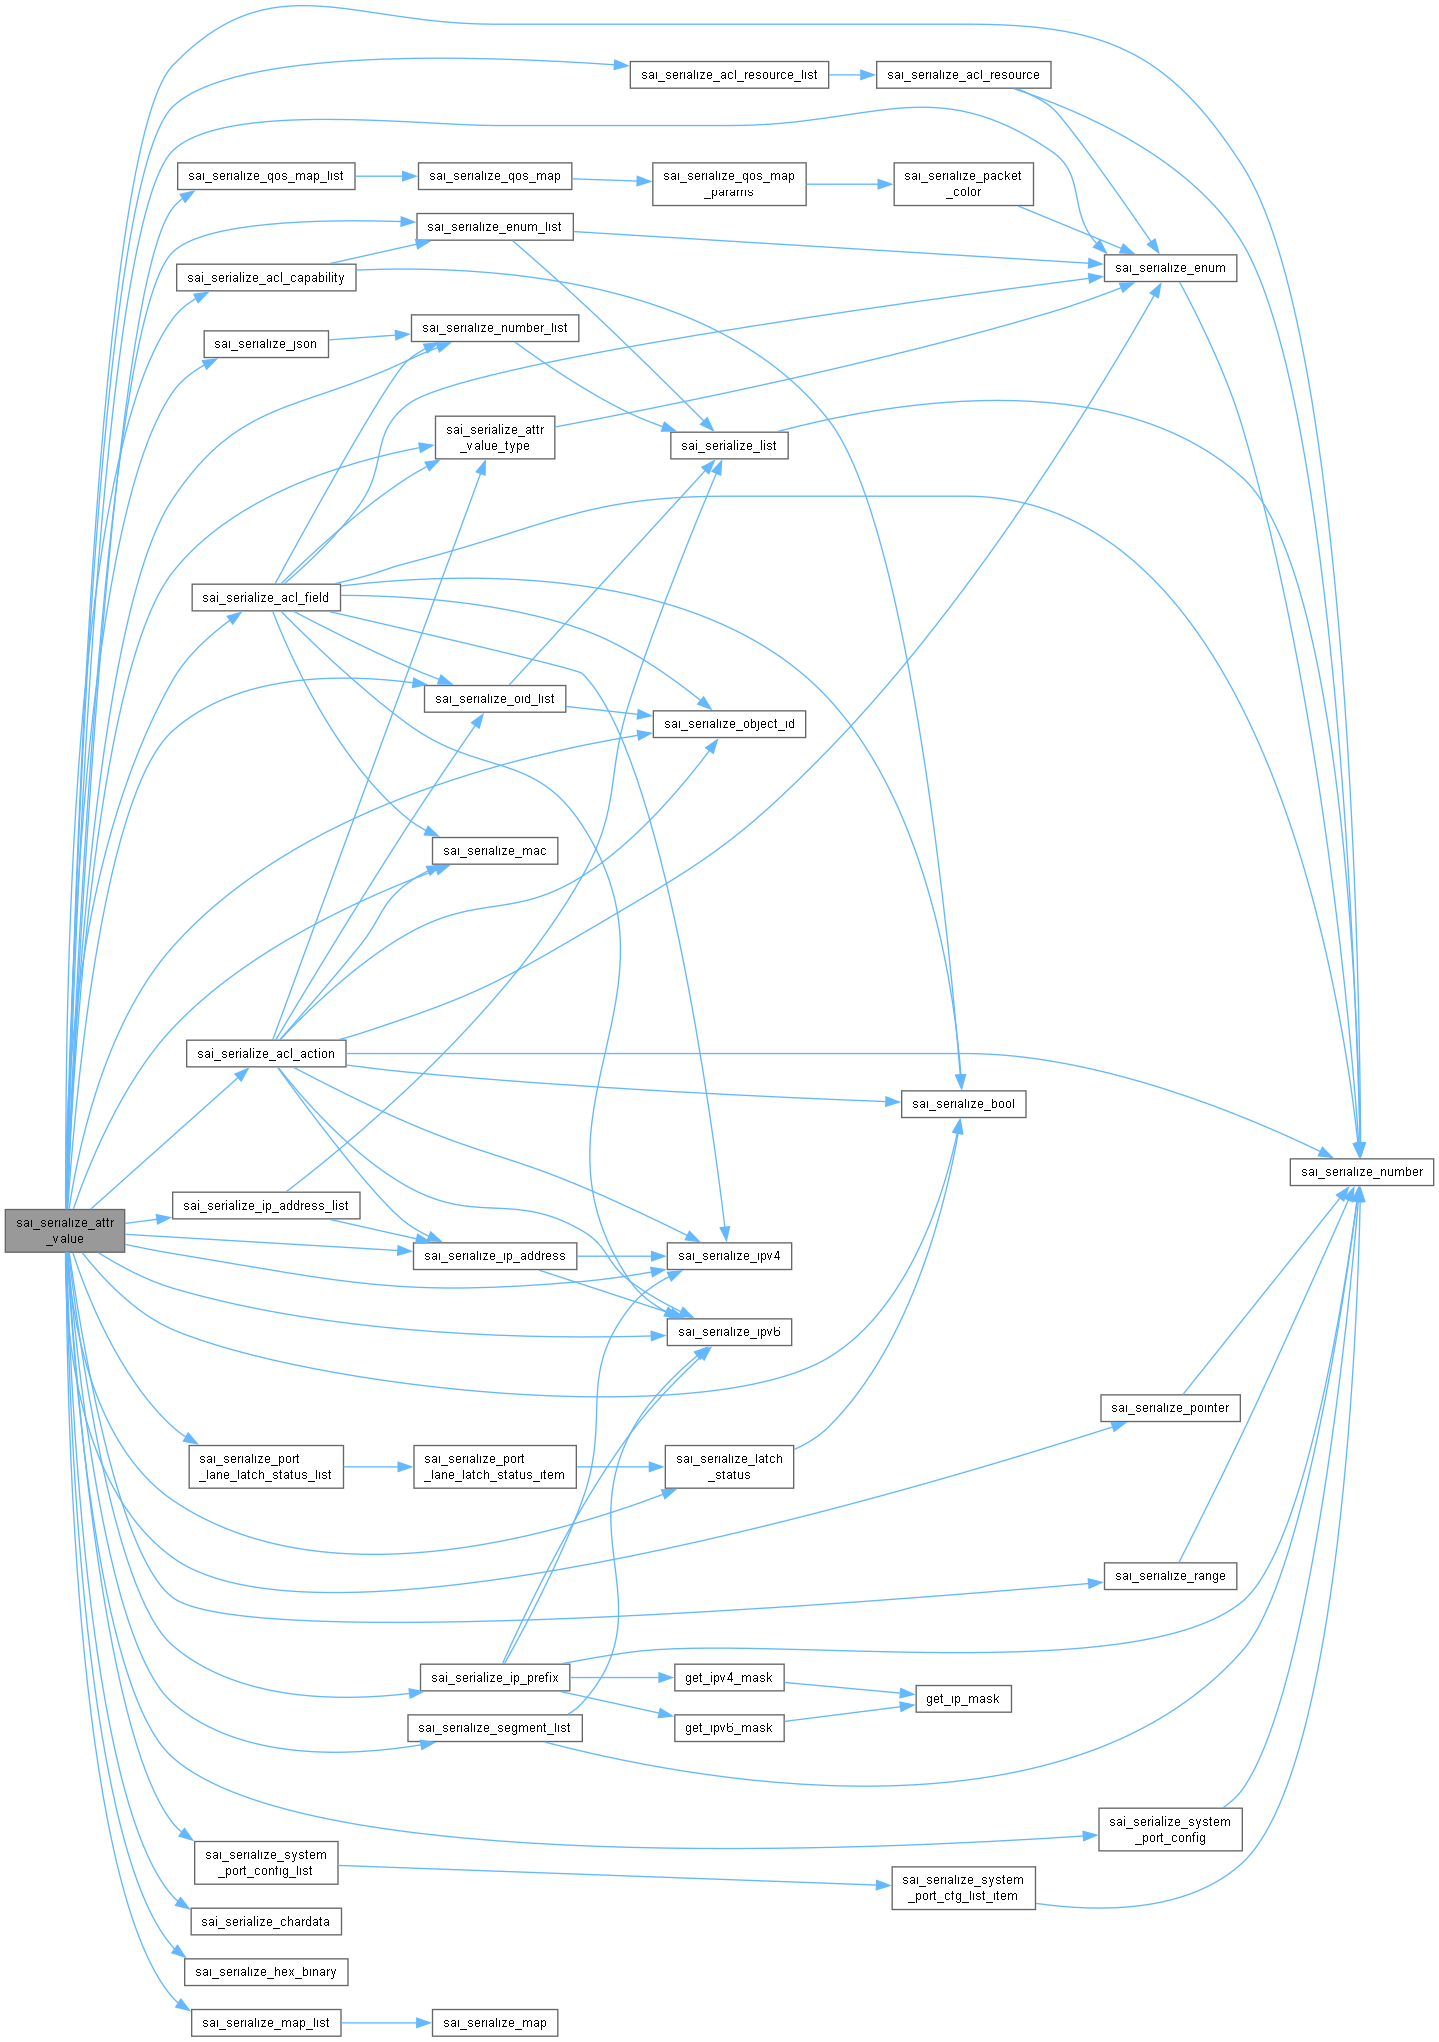 sai_serialize_acl_resource_list
sai_serialize_acl_resource
sai_serialize_qos_map_list
sai_serialize_qos_map
sai_serialize_qos_map
_params
sai_serialize_packet
_color
sai_serialize_enum_list
sai_serialize_acl_capability
sai_serialize_enum
sai_serialize_json
sai_serialize_number_list
sai_serialize_attr
_value_type
sai_serialize_list
sai_serialize_acl_field
sai_serialize_oid_list
sai_serialize_object_id
sai_serialize_mac
sai_serialize_acl_action
sai_serialize_bool
sai_serialize_number
sai_serialize_ip_address_list
sai_serialize_attr
_value
sai_serialize_ip_address
sai_serialize_ipv4
sai_serialize_ipv6
sai_serialize_pointer
sai_serialize_port
_lane_latch_status_list
sai_serialize_port
_lane_latch_status_item
sai_serialize_latch
_status
sai_serialize_range
sai_serialize_ip_prefix
get_ipv4_mask
get_ip_mask
sai_serialize_segment_list
get_ipv6_mask
sai_serialize_system
_port_config
sai_serialize_system
_port_config_list
sai_serialize_system
_port_cfg_list_item
sai_serialize_chardata
sai_serialize_hex_binary
sai_serialize_map_list
sai_serialize_map